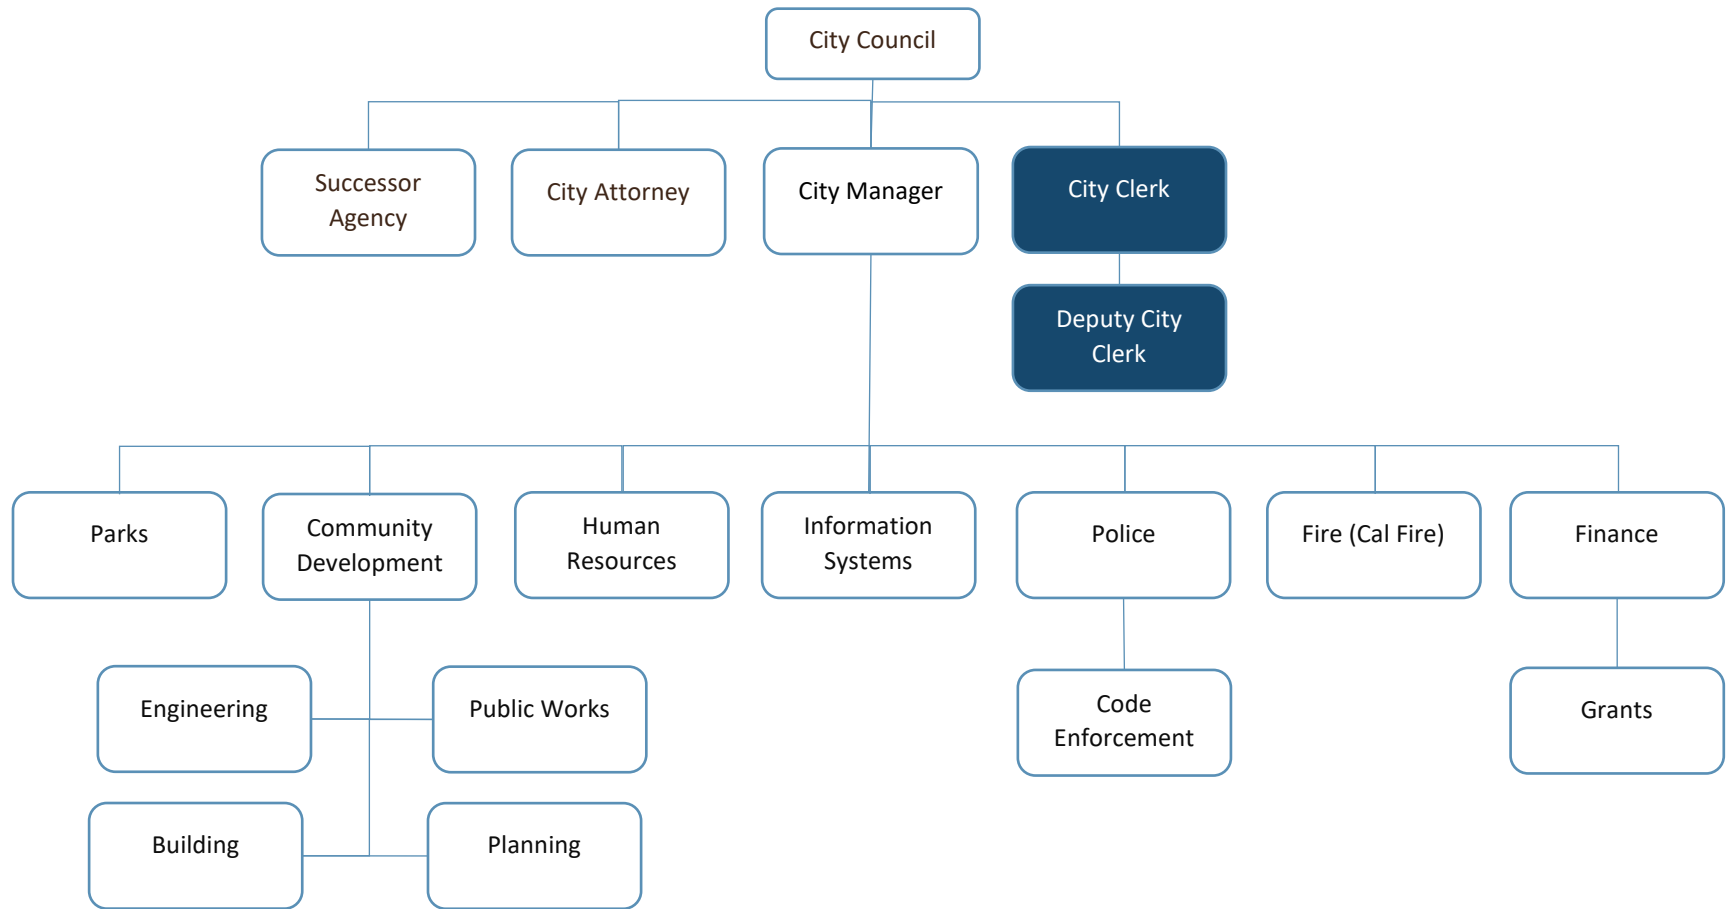 City Council
Successor
Agency
City Attorney
City Manager
City Clerk
Deputy City
Clerk
Parks
Community
Development
Human
Resources
Information
Systems
Police
Fire (Cal Fire)
Finance
Engineering
Public Works
Code
Enforcement
Grants
Building
Planning